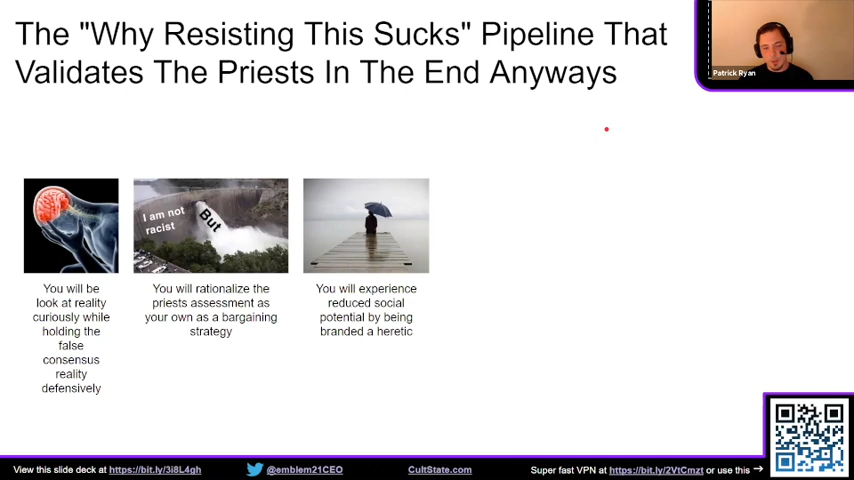 The "Why Resisting This Sucks" Pipeline That
Validates The Priests In The End Anyways
Patrick Ryan
I am not
racist
But
You will be
look at reality
curiously while
holding the
false
consensus
reality
defensively
You will rationalize the
priests assessment as
your own as a bargaining
strategy
You will experience
reduced social
potential by being
branded a heretic
View this slide deck at https://bit.ly/3i8L4gh
@emblem21CEO
CultState.com
Super fast VPN at https://bit.ly/2VtCmzt or use this →